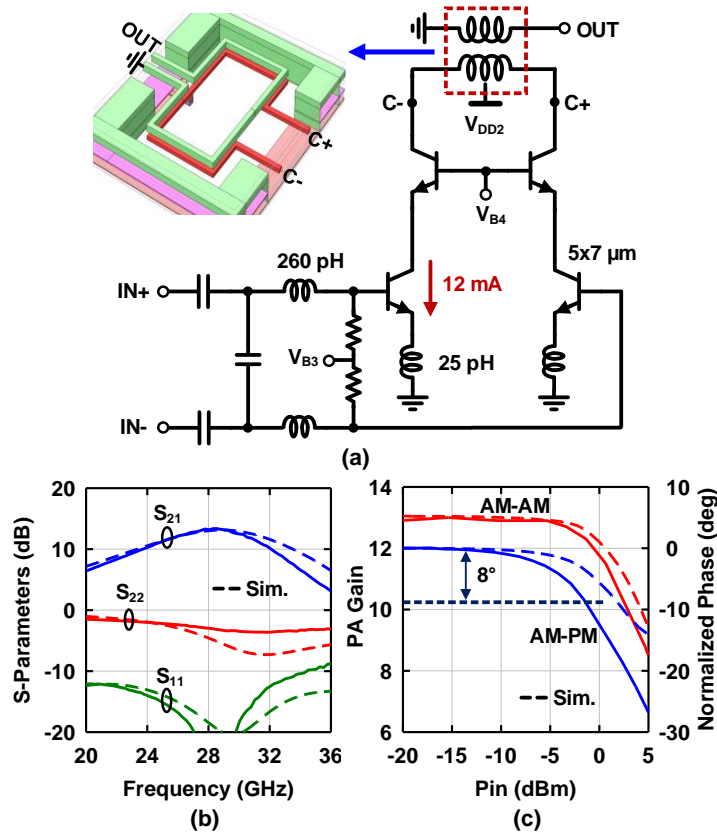 OUT
C+
C-
OUT
C-
C+
VDD2
VB4
260 pH
5x7 µm
IN+
12 mA
VB3
25 pH
IN-
(a)
20
10
0
-10
-20
S-Parameters (dB)
S21
S22
Sim.
S11
20 24 28 32 36
Frequency (GHz)
(b)
14
12
10
8
6
PA Gain
AM-AM
8°
AM-PM
Sim.
10
0
-10
-20
-30
Normalized Phase (deg)
-20 -15 -10 -5 0 5
Pin (dBm)
(c)